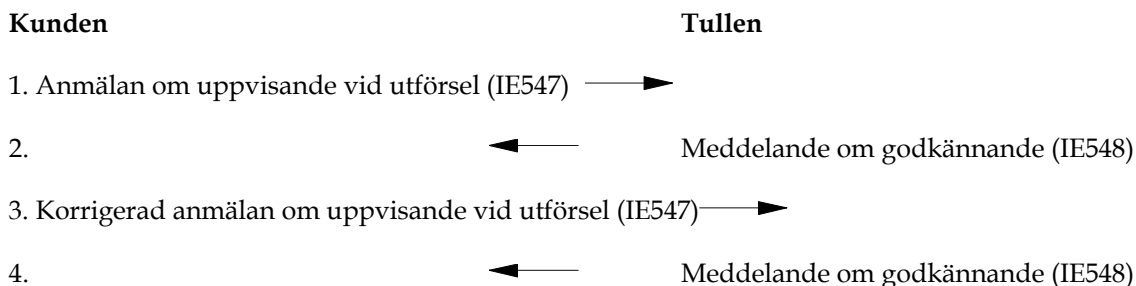 Kunden Tullen
1. Anmälan om uppvisande vid utförsel (IE547)
2. Meddelande om godkännande (IE548)
3. Korrigerad anmälan om uppvisande vid utförsel (IE547)
4. Meddelande om godkännande (IE548)